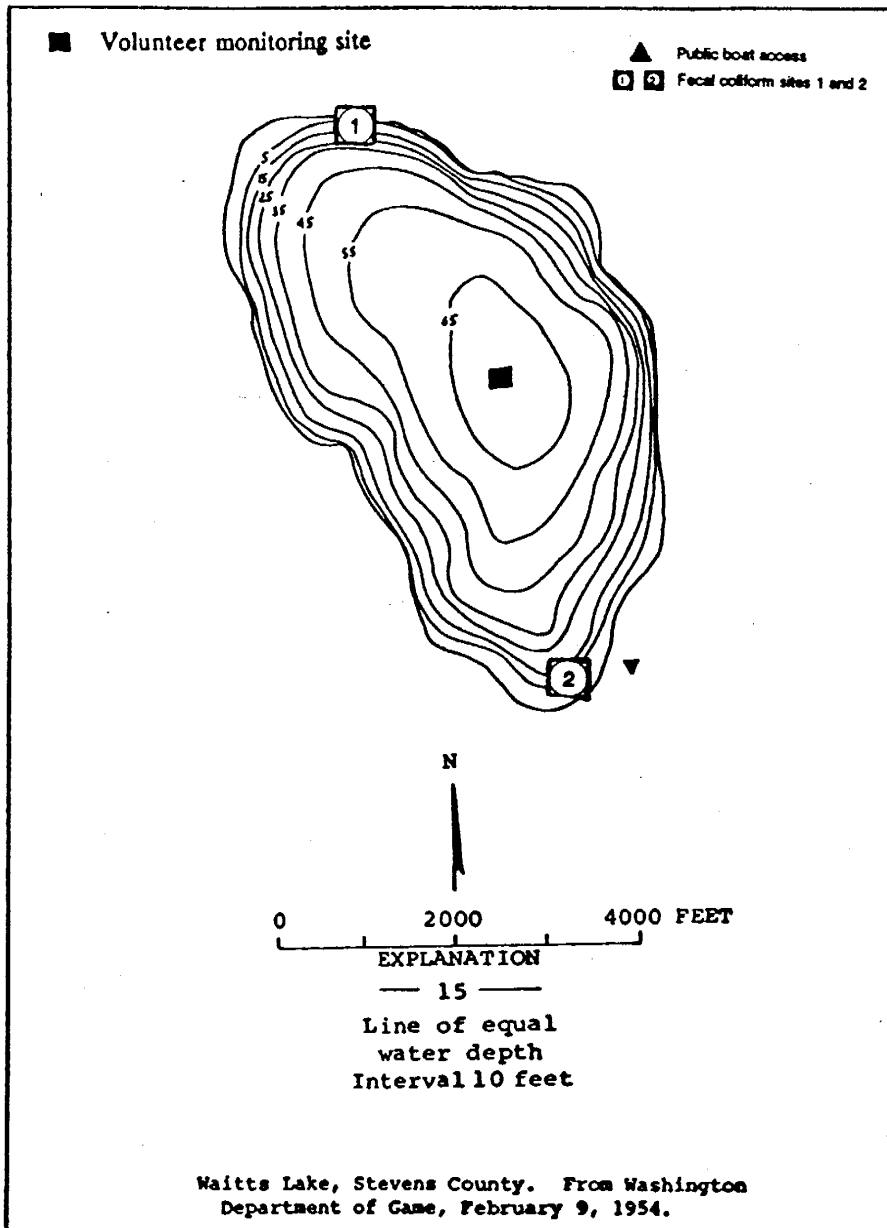 Volunteer monitoring site
Public boat access
1 2 Fecal coliform sites 1 and 2
1
5
15
25
35
45
55
65
2
N
0 2000 4000 FEET
EXPLANATION
15
Line of equal
water depth
Interval 10 feet
Waitts Lake, Stevens County. From Washington
Department of Game, February 9, 1954.